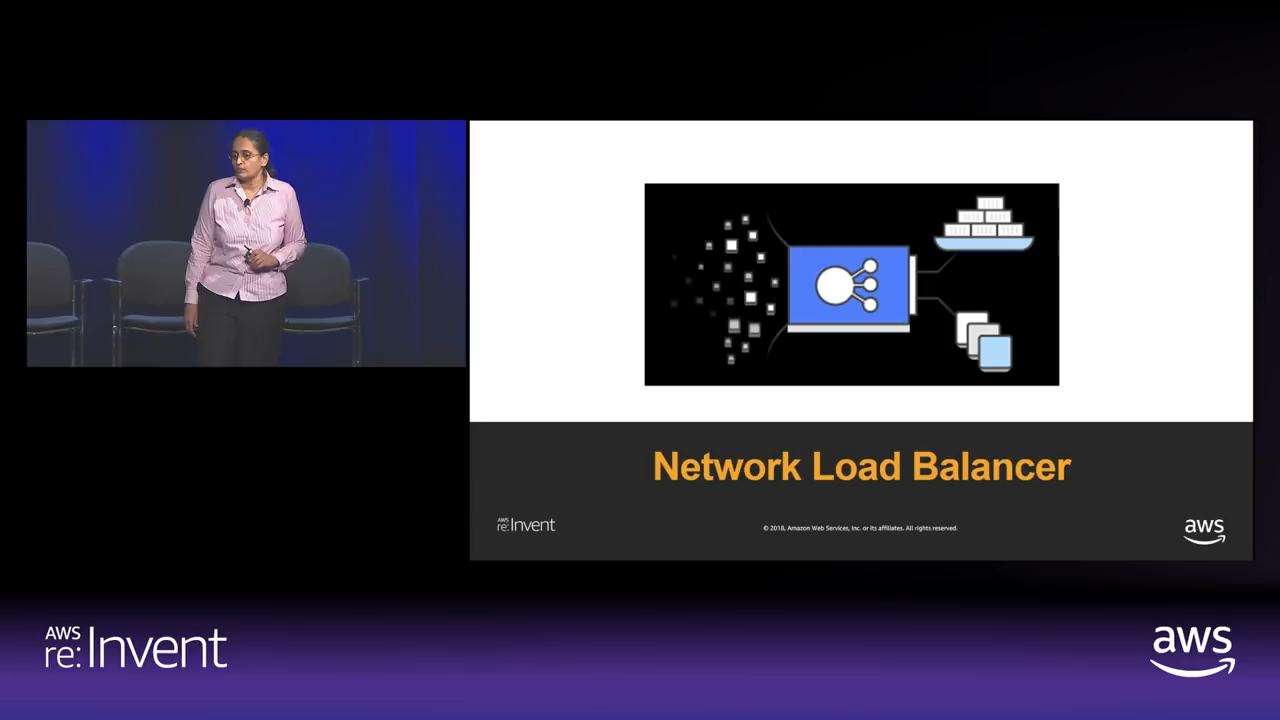 Network Load Balancer
AWS
re:Invent
© 2018, Amazon Web Services, Inc. or its affiliates. All rights reserved.
aws
AWS
re:Invent
aws